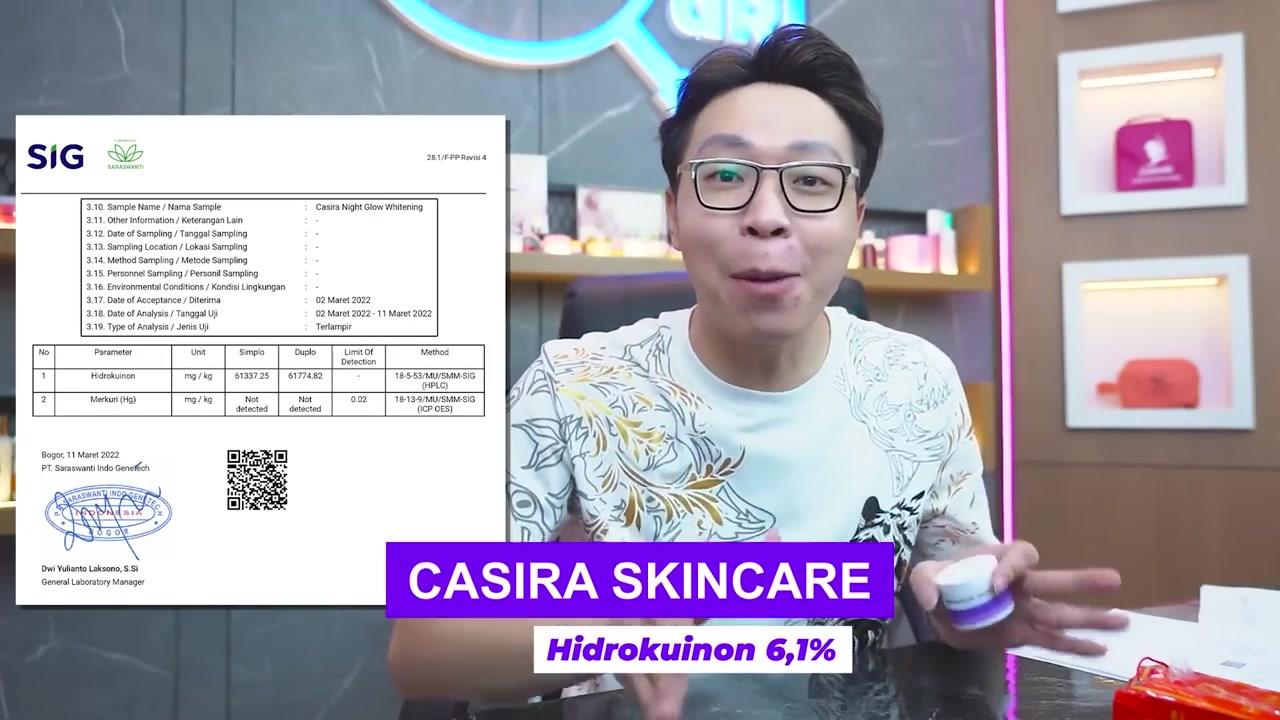 SIG
SARASWANTI
28.1/F-PP Revisi 4
3.10. Sample Name / Nama Sample : Casira Night Glow Whitening
3.11. Other Information / Keterangan Lain : -
3.12. Date of Sampling / Tanggal Sampling : -
3.13. Sampling Location / Lokasi Sampling : -
3.14. Method Sampling / Metode Sampling : -
3.15. Personnel Sampling / Personil Sampling : -
3.16. Environmental Conditions / Kondisi Lingkungan : -
3.17. Date of Acceptance / Diterima : 02 Maret 2022
3.18. Date of Analysis / Tanggal Uji : 02 Maret 2022 - 11 Maret 2022
3.19. Type of Analysis / Jenis Uji : Terlampir
No Parameter Unit Simplo Duplo Limit Of Detection Method
1 Hidrokuinon mg / kg 61337.25 61774.82 - 18-5-53/MU/SMM-SIG (HPLC)
2 Merkuri (Hg) mg / kg Not detected Not detected 0.02 18-13-9/MU/SMM-SIG (ICP OES)
Bogor, 11 Maret 2022
PT. Saraswanti Indo Genetech
SARASWANTI INDO GENETECH
INDONESIA
BOGOR
Dwi Yulianto Laksono, S.Si
General Laboratory Manager
CASIRA SKINCARE
Hidrokuinon 6,1%